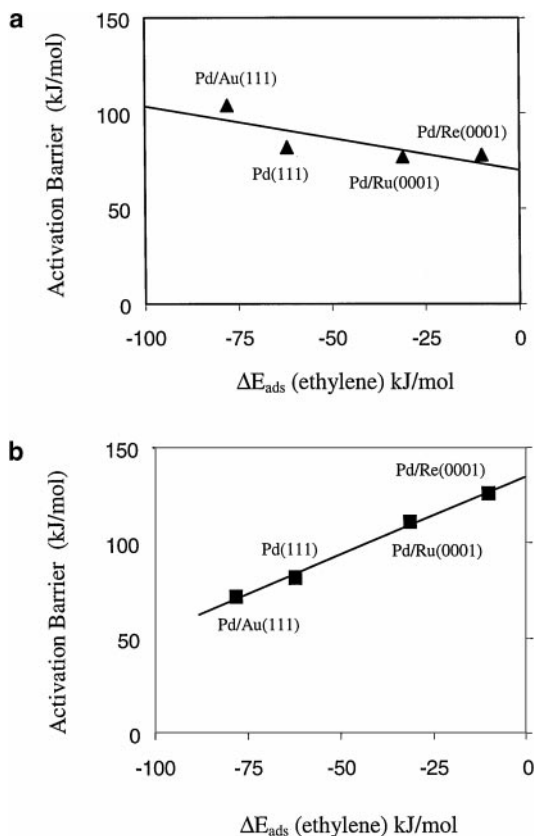 a
150
Pd/Au(111)
Pd/Re(0001)
100
Pd(111)
Pd/Ru(0001)
50
0
Activation Barrier (kJ/mol)
-100 -75 -50 -25 0
ΔEads (ethylene) kJ/mol
b
150
Pd/Re(0001)
100
Pd(111)
Pd/Ru(0001)
50
Pd/Au(111)
0
Activation Barrier (kJ/mol)
-100 -75 -50 -25 0
ΔEads (ethylene) kJ/mol